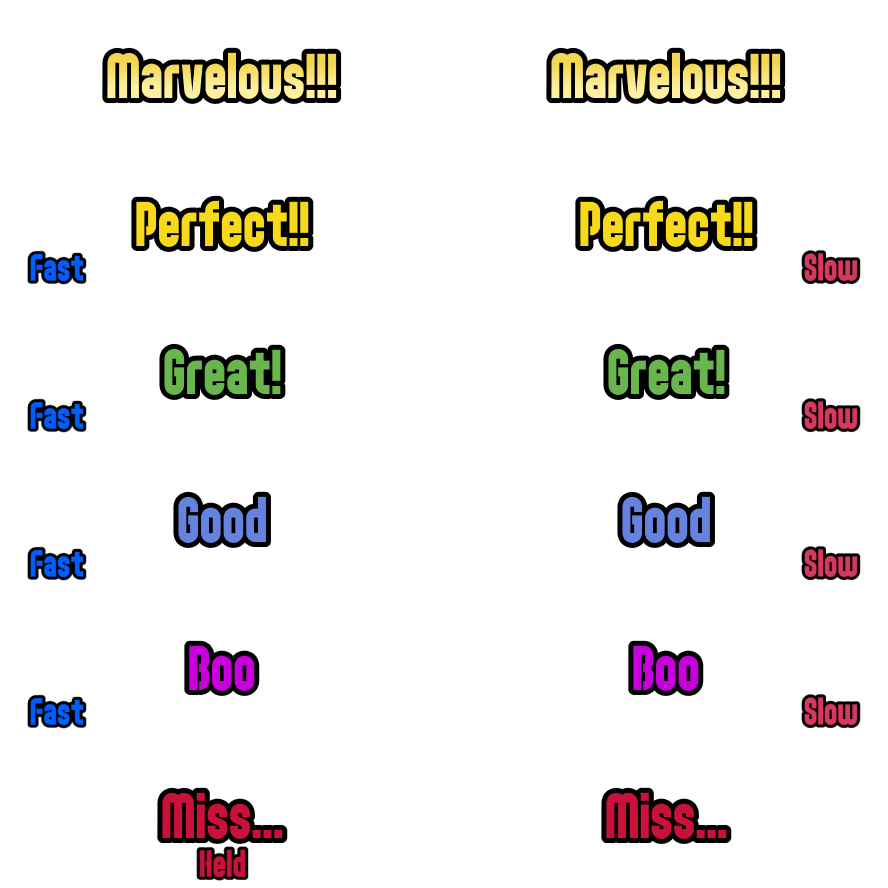 Marvelous!!! Marvelous!!!
Perfect!! Perfect!!
Fast Slow
Great! Great!
Fast Slow
Good Good
Fast Slow
Boo Boo
Fast Slow
Miss... Miss...
Held